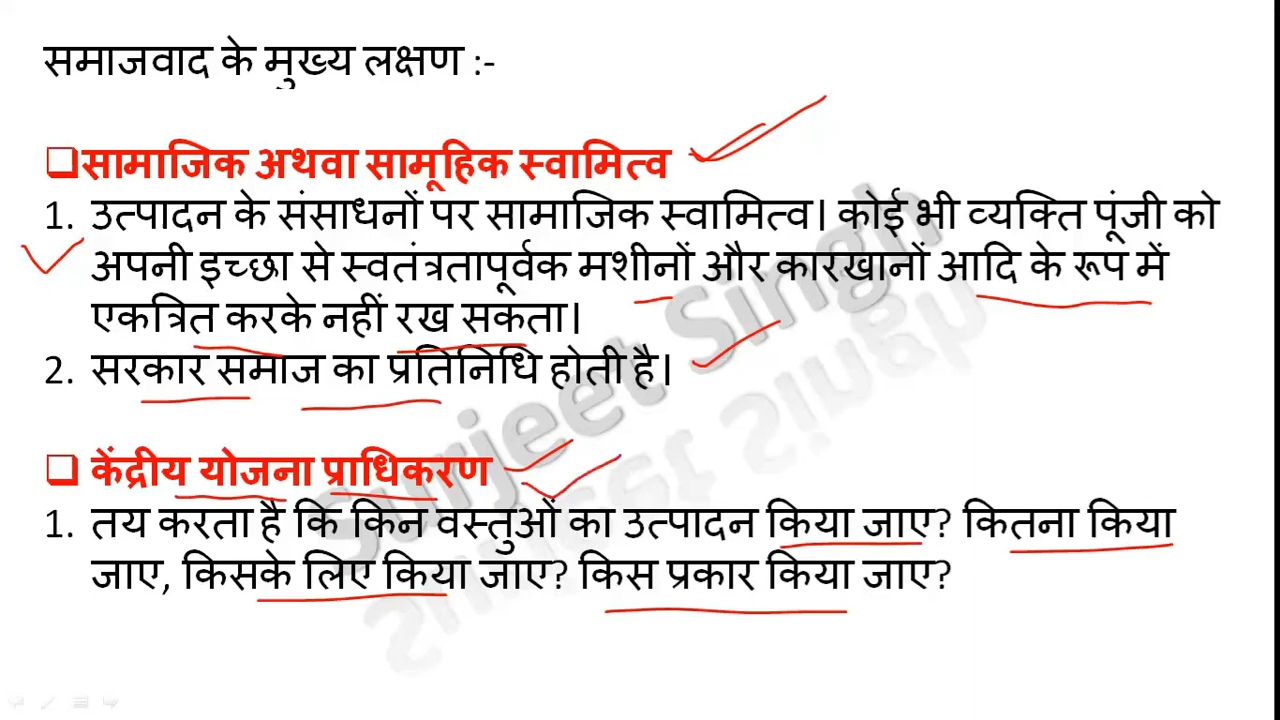 समाजवाद के मुख्य लक्षण :-
❑सामाजिक अथवा सामूहिक स्वामित्व
1. उत्पादन के संसाधनों पर सामाजिक स्वामित्व। कोई भी व्यक्ति पूंजी को
अपनी इच्छा से स्वतंत्रतापूर्वक मशीनों और कारखानों आदि के रूप में
एकत्रित करके नहीं रख सकता।
2. सरकार समाज का प्रतिनिधि होती है।
Surjeet Singh
❑ केंद्रीय योजना प्राधिकरण
1. तय करता है कि किन वस्तुओं का उत्पादन किया जाए? कितना किया
जाए, किसके लिए किया जाए? किस प्रकार किया जाए?